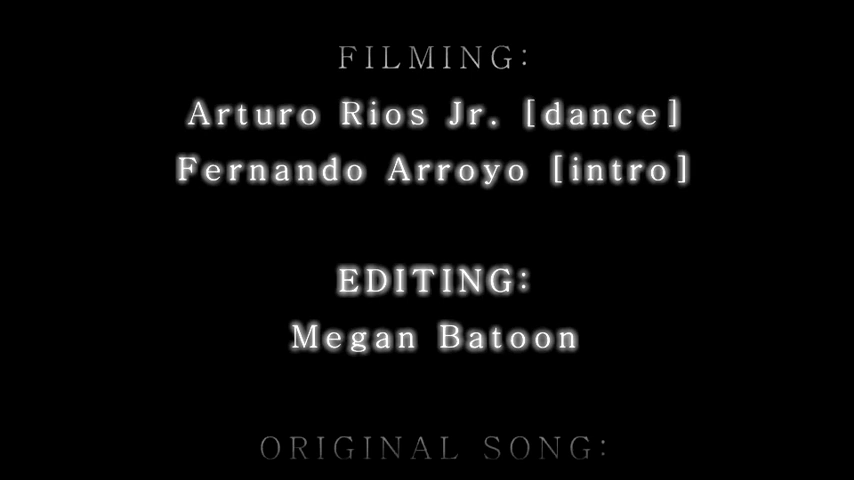 FILMING:
Arturo Rios Jr. [dance]
Fernando Arroyo [intro]
EDITING:
Megan Batoon
ORIGINAL SONG: